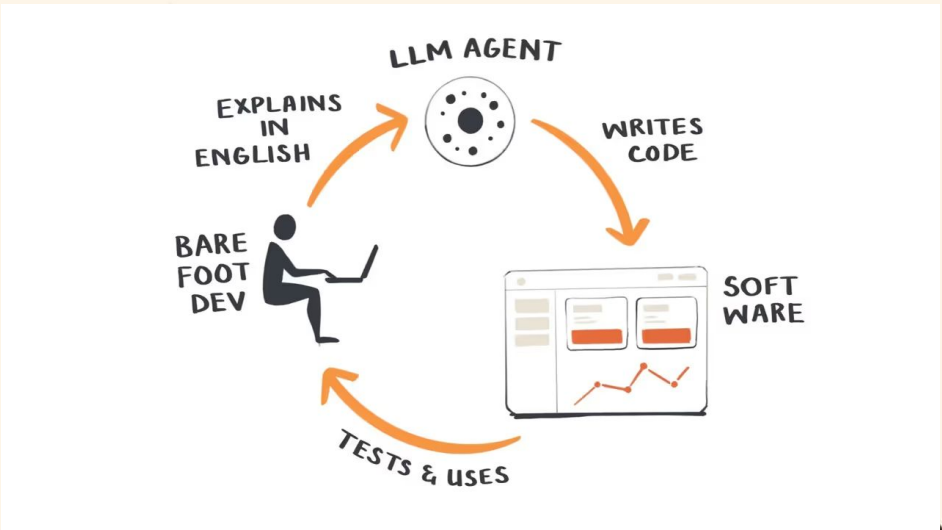 LLM AGENT
EXPLAINS
IN
ENGLISH
WRITES
CODE
BARE
FOOT
DEV
SOFT
WARE
TESTS & USES